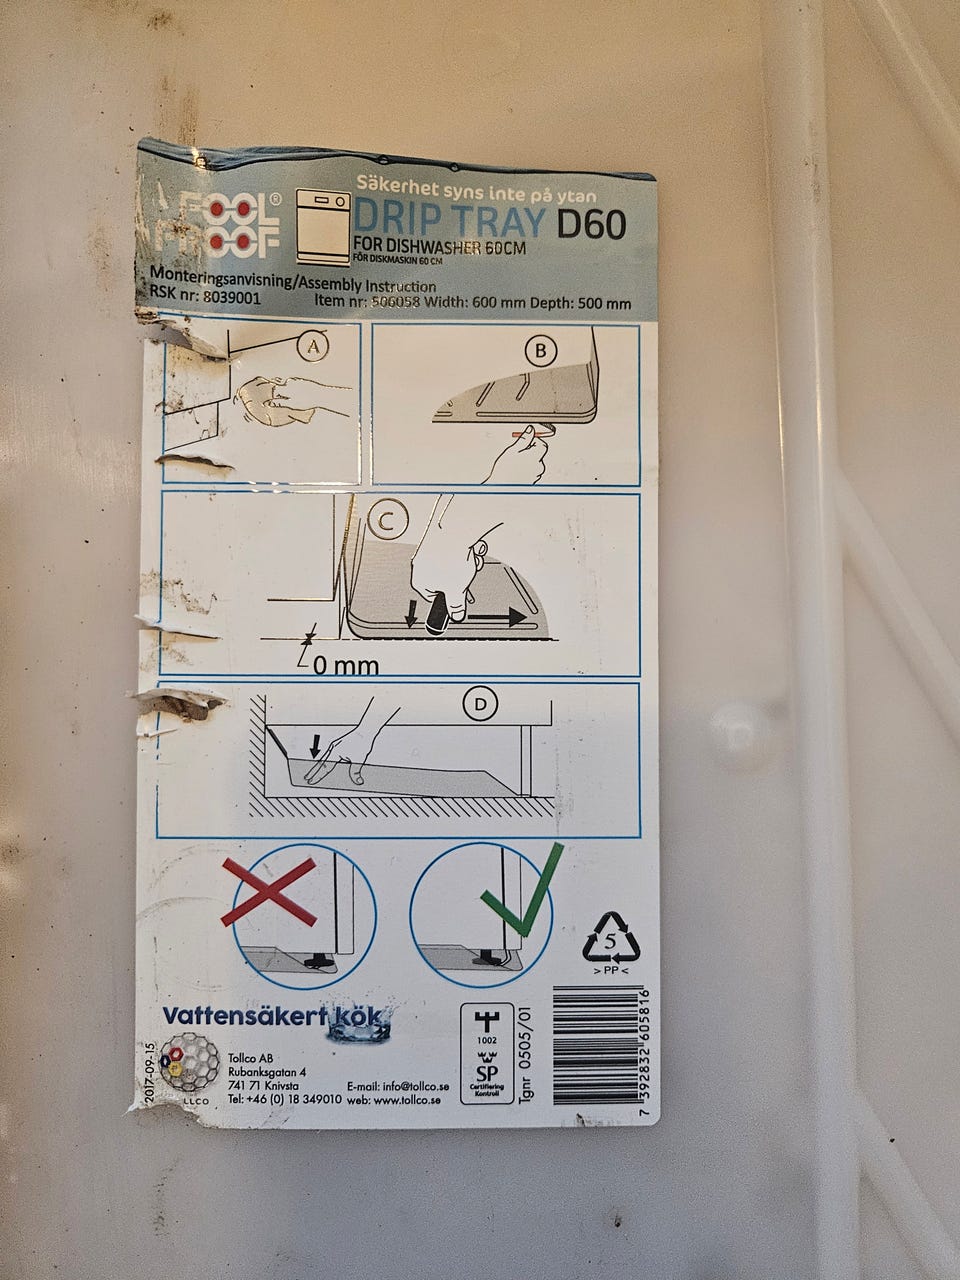 Säkerhet syns inte på ytan
FOOL®
PROOF
DRIP TRAY D60
FOR DISHWASHER 60CM
FÖR DISKMASKIN 60 CM
Monteringsanvisning/Assembly Instruction
RSK nr: 8039001 Item nr: 506058 Width: 600 mm Depth: 500 mm
A
B
C
0 mm
D
5
> PP <
Vattensäkert kök
2017-09-15
LLCO
Tollco AB
Rubanksgatan 4
741 71 Knivsta
Tel: +46 (0) 18 349010
E-mail: info@tollco.se
web: www.tollco.se
1002
SP
Certifiering
Kontroll
Tgnr 0505/01
7 392832 605816